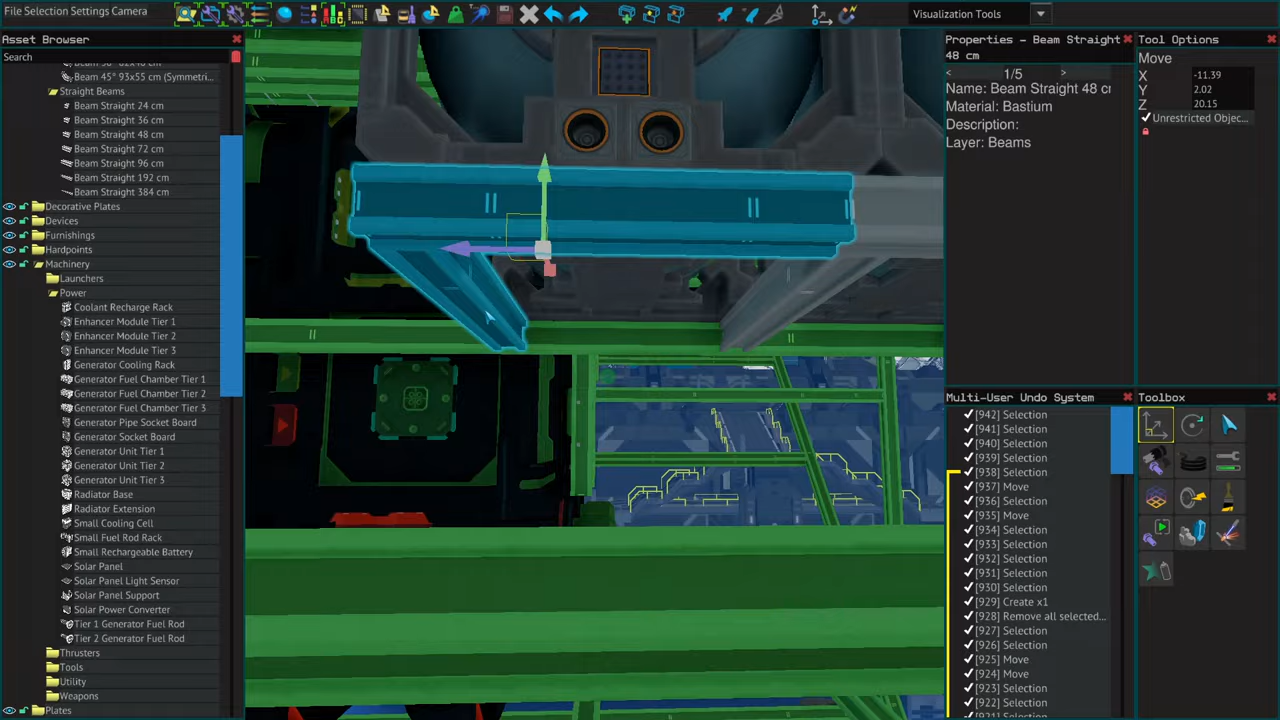 File Selection Settings Camera
Visualization Tools
Asset Browser
Search
Beam 45° 93x55 cm (Symmetri...
Straight Beams
Beam Straight 24 cm
Beam Straight 36 cm
Beam Straight 48 cm
Beam Straight 72 cm
Beam Straight 96 cm
Beam Straight 192 cm
Beam Straight 384 cm
Decorative Plates
Devices
Furnishings
Hardpoints
Machinery
Launchers
Power
Coolant Recharge Rack
Enhancer Module Tier 1
Enhancer Module Tier 2
Enhancer Module Tier 3
Generator Cooling Rack
Generator Fuel Chamber Tier 1
Generator Fuel Chamber Tier 2
Generator Fuel Chamber Tier 3
Generator Pipe Socket Board
Generator Socket Board
Generator Unit Tier 1
Generator Unit Tier 2
Generator Unit Tier 3
Radiator Base
Radiator Extension
Small Cooling Cell
Small Fuel Rod Rack
Small Rechargeable Battery
Solar Panel
Solar Panel Light Sensor
Solar Panel Support
Solar Power Converter
Tier 1 Generator Fuel Rod
Tier 2 Generator Fuel Rod
Thrusters
Tools
Utility
Weapons
Plates
Properties - Beam Straight
48 cm
< 1/5 >
Name: Beam Straight 48 cr
Material: Bastium
Description:
Layer: Beams
Tool Options
Move
X -11.39
Y 2.02
Z 20.15
Unrestricted Objec...
Multi-User Undo System
[942] Selection
[941] Selection
[940] Selection
[939] Selection
[938] Selection
[937] Move
[936] Selection
[935] Move
[934] Selection
[933] Selection
[932] Selection
[931] Selection
[930] Selection
[929] Create x1
[928] Remove all selected...
[927] Selection
[926] Selection
[925] Move
[924] Move
[923] Selection
[922] Selection
Toolbox